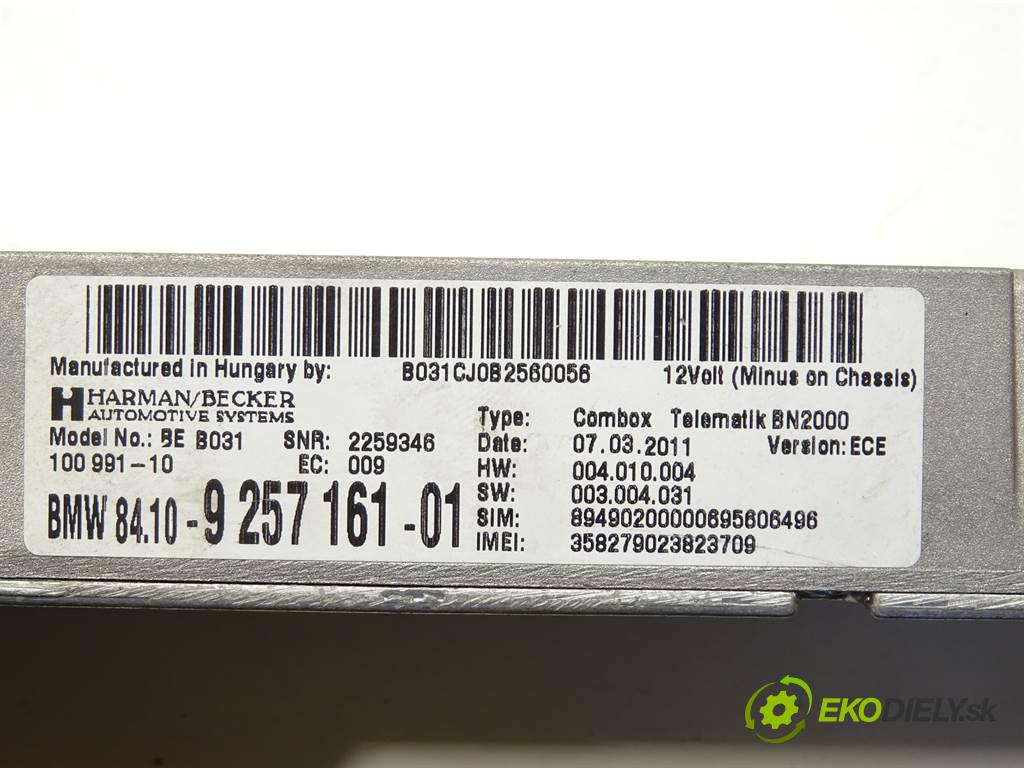 Manufactured in Hungary by: B031CJ0B2560056 12Volt (Minus on Chassis)
HARMAN/BECKER
AUTOMOTIVE SYSTEMS
Type: Combox Telematik BN2000
Model No.: BE B031 SNR: 2259346 Date: 07.03.2011 Version: ECE
100 991-10 EC: 009 HW: 004.010.004
SW: 003.004.031
BMW 84.10-9 257 161-01 SIM: 89490200000695606496
IMEI: 358279023823709
EKODIELY.sk